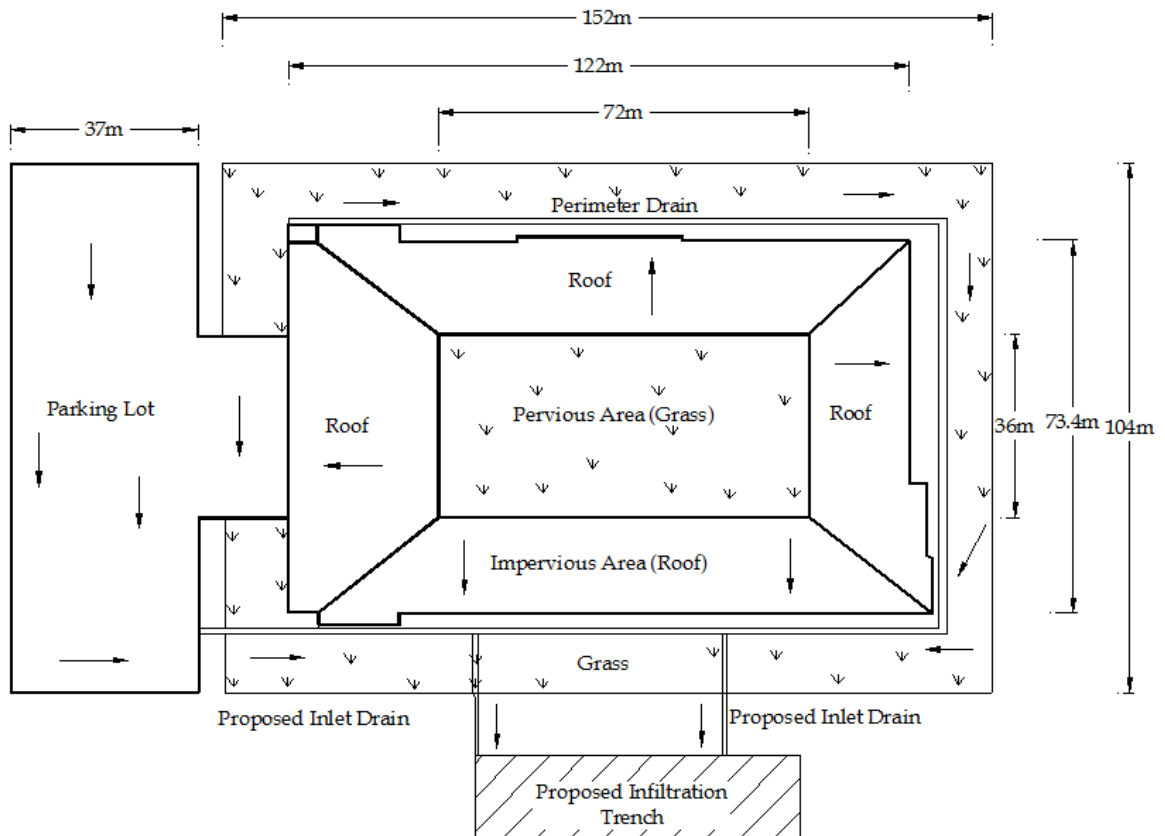 152m
122m
72m
37m
Perimeter Drain
Roof
Parking Lot
Roof
Pervious Area (Grass)
Roof
36m
73.4m
104m
Impervious Area (Roof)
Grass
Proposed Inlet Drain
Proposed Inlet Drain
Proposed Infiltration
Trench